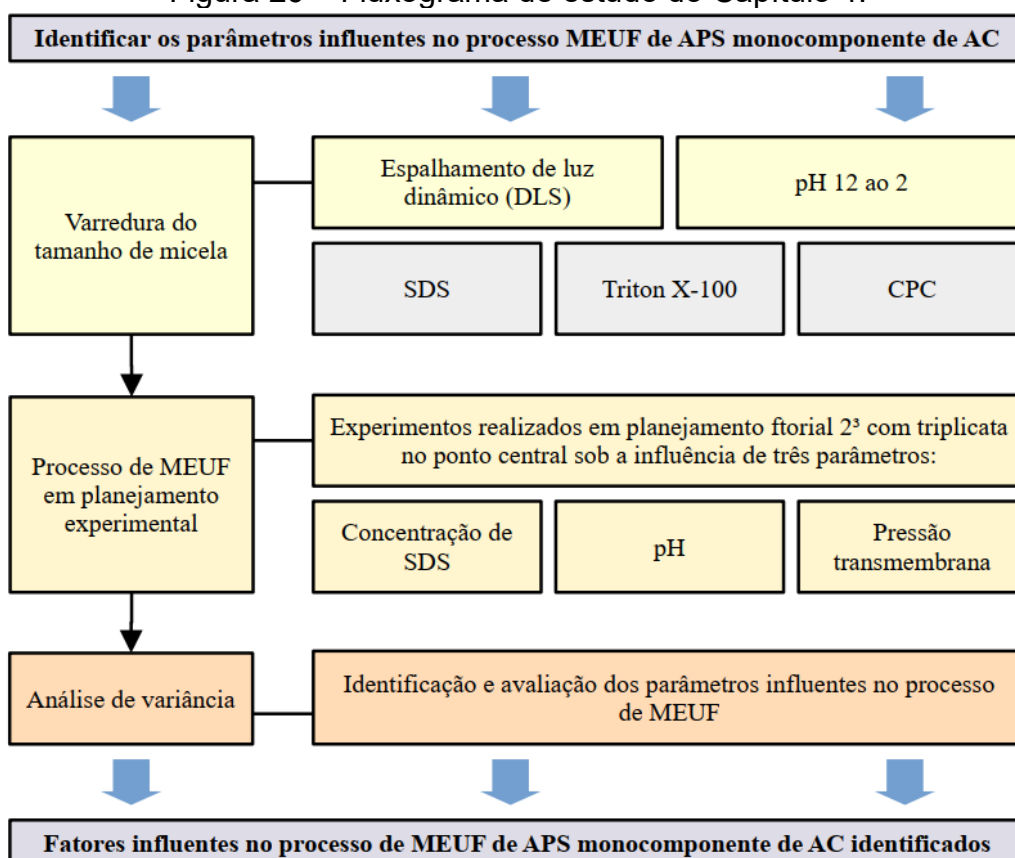 Identificar os parâmetros influentes no processo MEUF de APS monocomponente de AC
Varredura do
tamanho de micela
Espalhamento de luz
dinâmico (DLS)
pH 12 ao 2
SDS
Triton X-100
CPC
Processo de MEUF
em planejamento
experimental
Experimentos realizados em planejamento ftorial 2³ com triplicata
no ponto central sob a influência de três parâmetros:
Concentração de
SDS
pH
Pressão
transmembrana
Análise de variância
Identificação e avaliação dos parâmetros influentes no processo
de MEUF
Fatores influentes no processo de MEUF de APS monocomponente de AC identificados